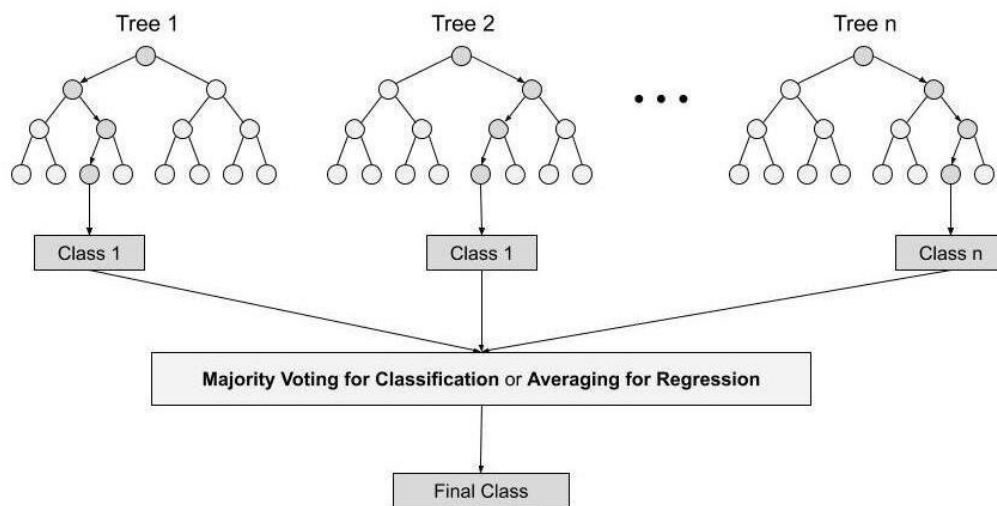 Tree 1
Tree 2
Tree n
Class 1
Class 1
Class n
Majority Voting for Classification or Averaging for Regression
Final Class